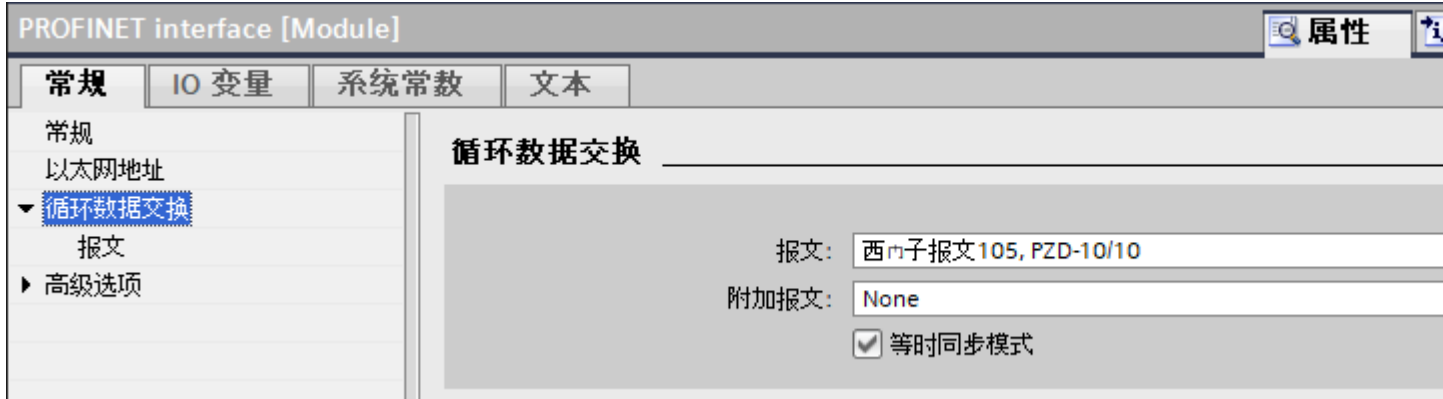 PROFINET interface [Module]
属性
常规 IO 变量 系统常数 文本
常规
以太网地址
循环数据交换
报文
高级选项
循环数据交换
报文: 西门子报文105, PZD-10/10
附加报文: None
等时同步模式